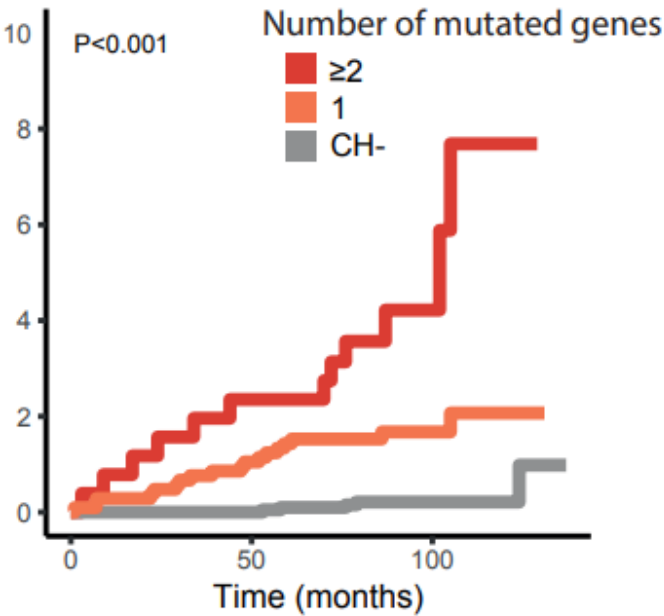 Number of mutated genes
P<0.001
≥2
1
CH-
10
8
6
4
2
0
0 50 100
Time (months)